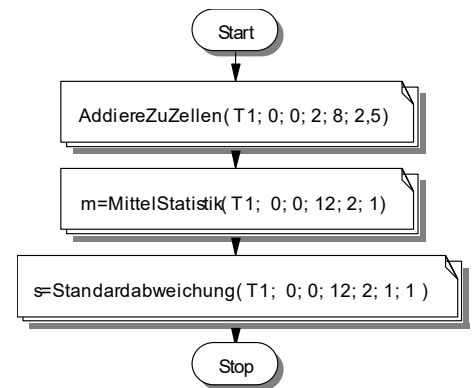 Start
AddiereZuZellen( T1; 0; 0; 2; 8; 2,5)
m=MittelStatistik( T1; 0; 0; 12; 2; 1)
s=Standardabweichung( T1; 0; 0; 12; 2; 1; 1 )
Stop